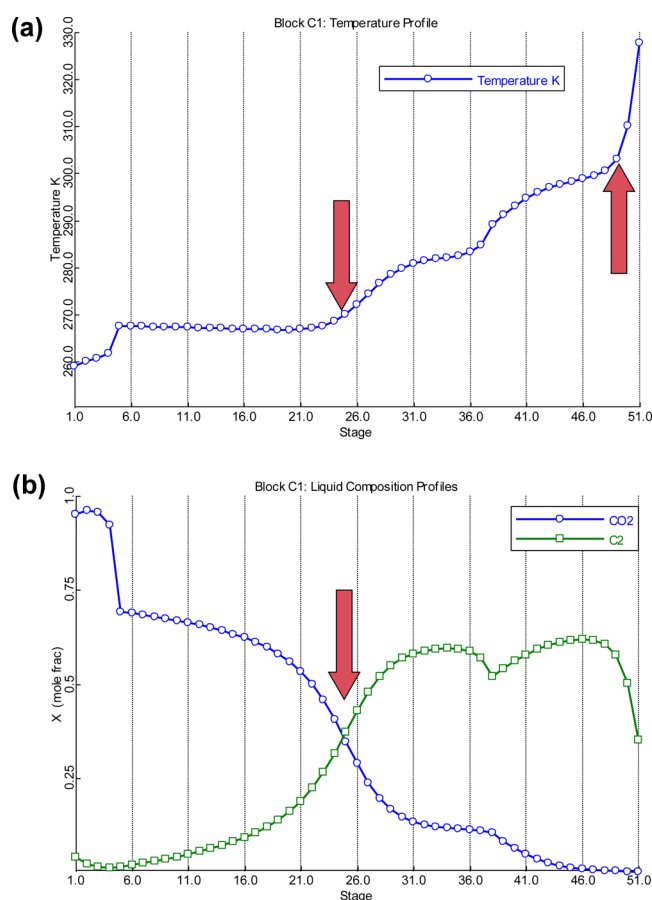 (a)
Block C1: Temperature Profile
Temperature K
330.0
320.0
310.0
300.0
290.0
280.0
270.0
260.0
Temperature K
1.0 6.0 11.0 16.0 21.0 26.0 31.0 36.0 41.0 46.0 51.0
Stage
(b)
Block C1: Liquid Composition Profiles
CO2
C2
1.0
0.75
0.5
0.25
X (mole frac)
1.0 6.0 11.0 16.0 21.0 26.0 31.0 36.0 41.0 46.0 51.0
Stage